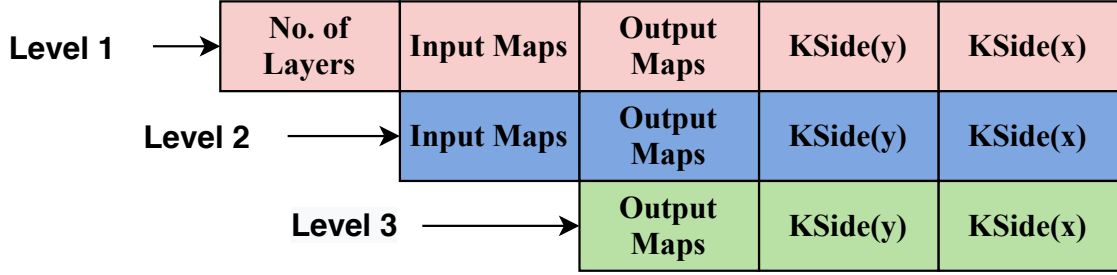 Level 1
No. of
Layers
Input Maps
Output
Maps
KSide(y)
KSide(x)
Level 2
Input Maps
Output
Maps
KSide(y)
KSide(x)
Level 3
Output
Maps
KSide(y)
KSide(x)